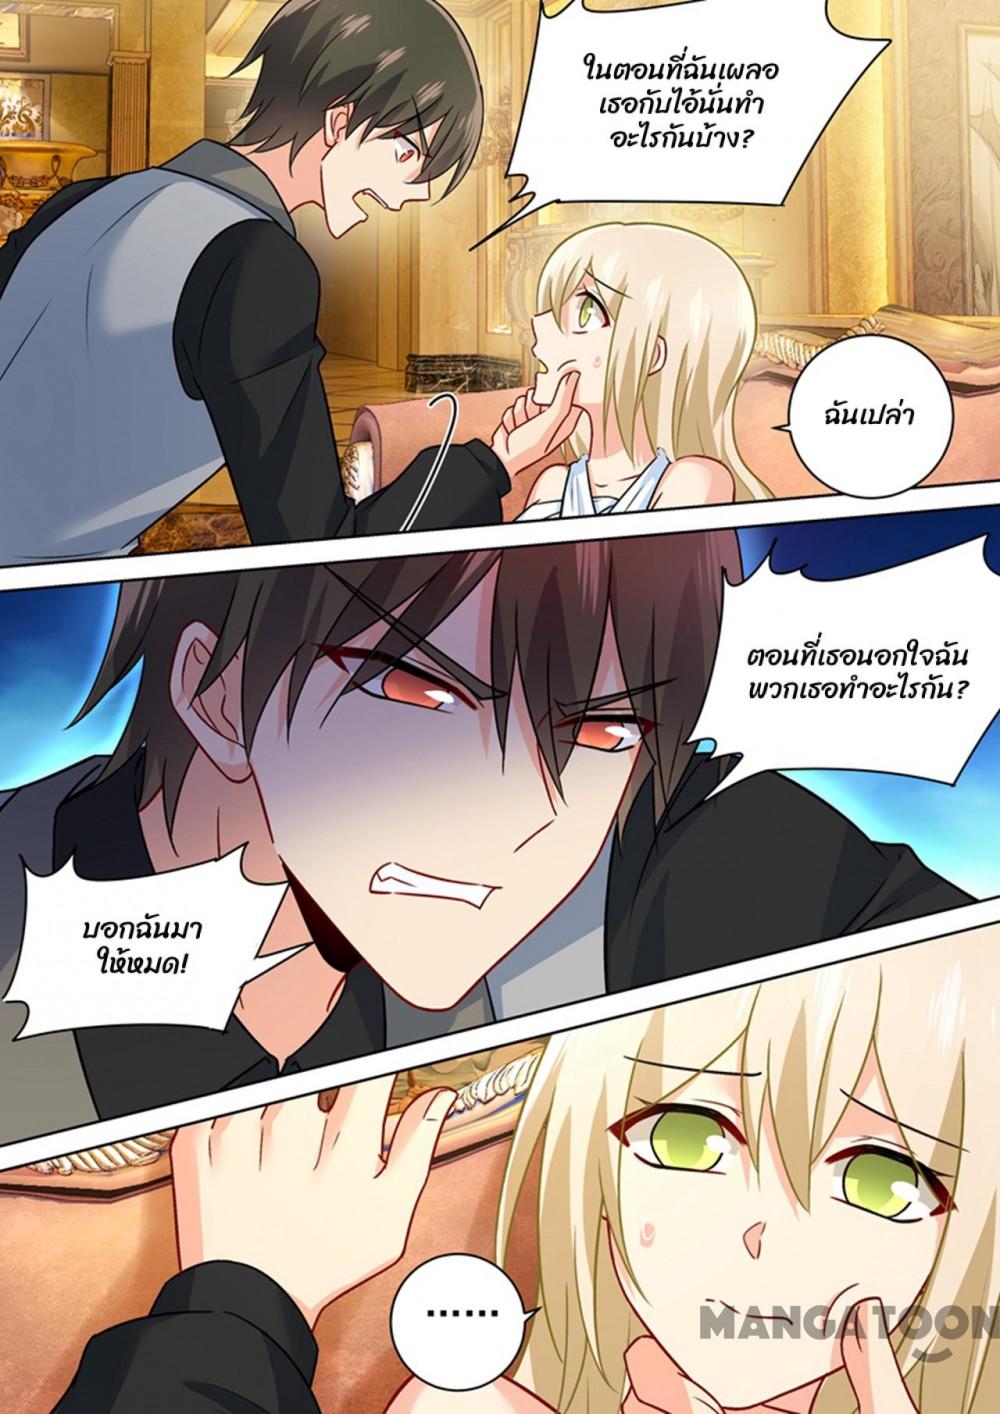 ในตอนที่ฉันเผลอ
เธอกับไอ้นั่นทำ
อะไรกันบ้าง?
ฉันเปล่า
ตอนที่เธอนอกใจฉัน
พวกเธอทำอะไรกัน?
บอกฉันมา
ให้หมด!
......
MANGATOON